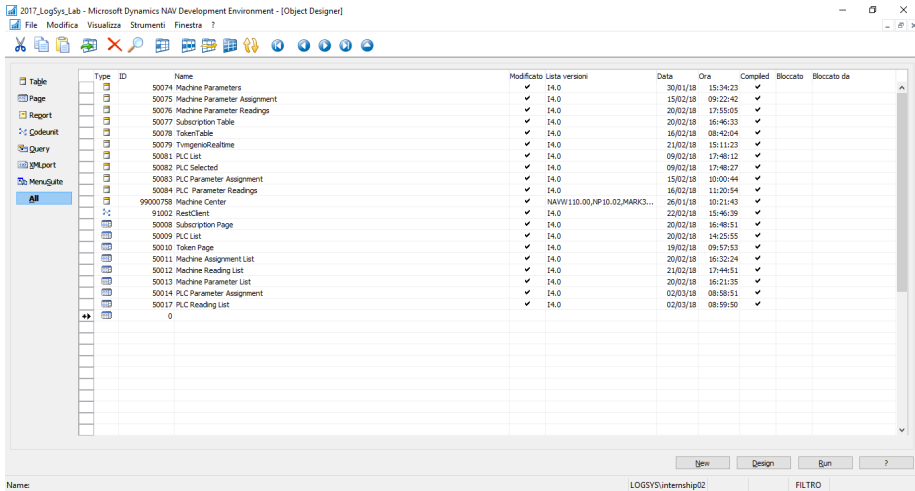 2017_LogSys_Lab - Microsoft Dynamics NAV Development Environment - [Object Designer]
File Modifica Visualizza Strumenti Finestra ?
Type ID Name Modificato Lista versioni Data Ora Compiled Bloccato Bloccato da
Table
Page
Report
Codeunit
Query
XMLport
MenuSuite
All
50074 Machine Parameters I4.0 30/01/18 15:34:23
50075 Machine Parameter Assignment I4.0 15/02/18 09:22:42
50076 Machine Parameter Readings I4.0 20/02/18 17:55:05
50077 Subscription Table I4.0 20/02/18 16:46:33
50078 TokenTable I4.0 16/02/18 08:42:04
50079 TvmgenioRealtime I4.0 21/02/18 15:11:23
50081 PLC List I4.0 09/02/18 17:48:12
50082 PLC Selected I4.0 09/02/18 17:48:27
50083 PLC Parameter Assignment I4.0 15/02/18 10:00:44
50084 PLC Parameter Readings I4.0 16/02/18 11:20:54
99000758 Machine Center NAVW110.00,NP10.02,MARK3... 26/01/18 10:21:43
91002 RestClient I4.0 22/02/18 15:46:39
50008 Subscription Page I4.0 20/02/18 16:48:51
50009 PLC List I4.0 20/02/18 14:25:55
50010 Token Page I4.0 19/02/18 09:57:53
50011 Machine Assignment List I4.0 20/02/18 16:32:24
50012 Machine Reading List I4.0 21/02/18 17:44:51
50013 Machine Parameter List I4.0 20/02/18 16:21:35
50014 PLC Parameter Assignment I4.0 02/03/18 08:58:51
50017 PLC Reading List I4.0 02/03/18 08:59:50
0
New Design Run ?
Name: LOGSYS\internship02 FILTRO